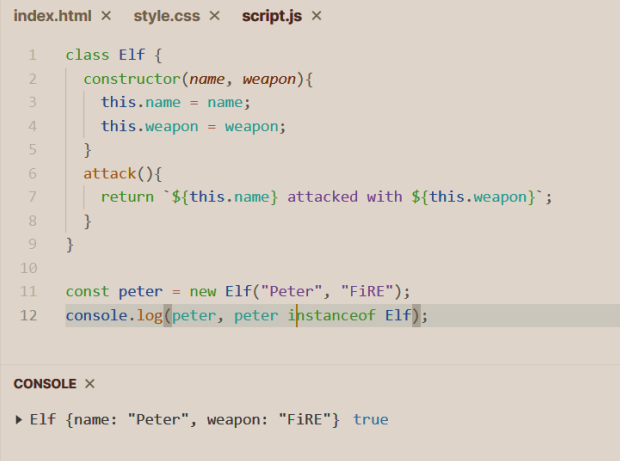 index.html × style.css × script.js ×
1 class Elf {
2 constructor(name, weapon){
3 this.name = name;
4 this.weapon = weapon;
5 }
6 attack(){
7 return `${this.name} attacked with ${this.weapon}`;
8 }
9 }
10
11 const peter = new Elf("Peter", "FiRE");
12 console.log(peter, peter instanceof Elf);
CONSOLE ×
▶ Elf {name: "Peter", weapon: "FiRE"} true